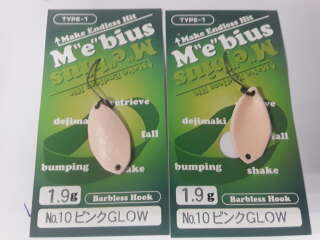 TYPE-1
Make Endless Hit
M"e"bius
retrieve
dejimaki
fall
bumping
shake
1.9g
Barbless Hook
No.10 ピンクGLOW
TYPE-1
Make Endless Hit
M"e"bius
retrieve
dejimaki
fall
bumping
shake
1.9g
Barbless Hook
No.10 ピンクGLOW